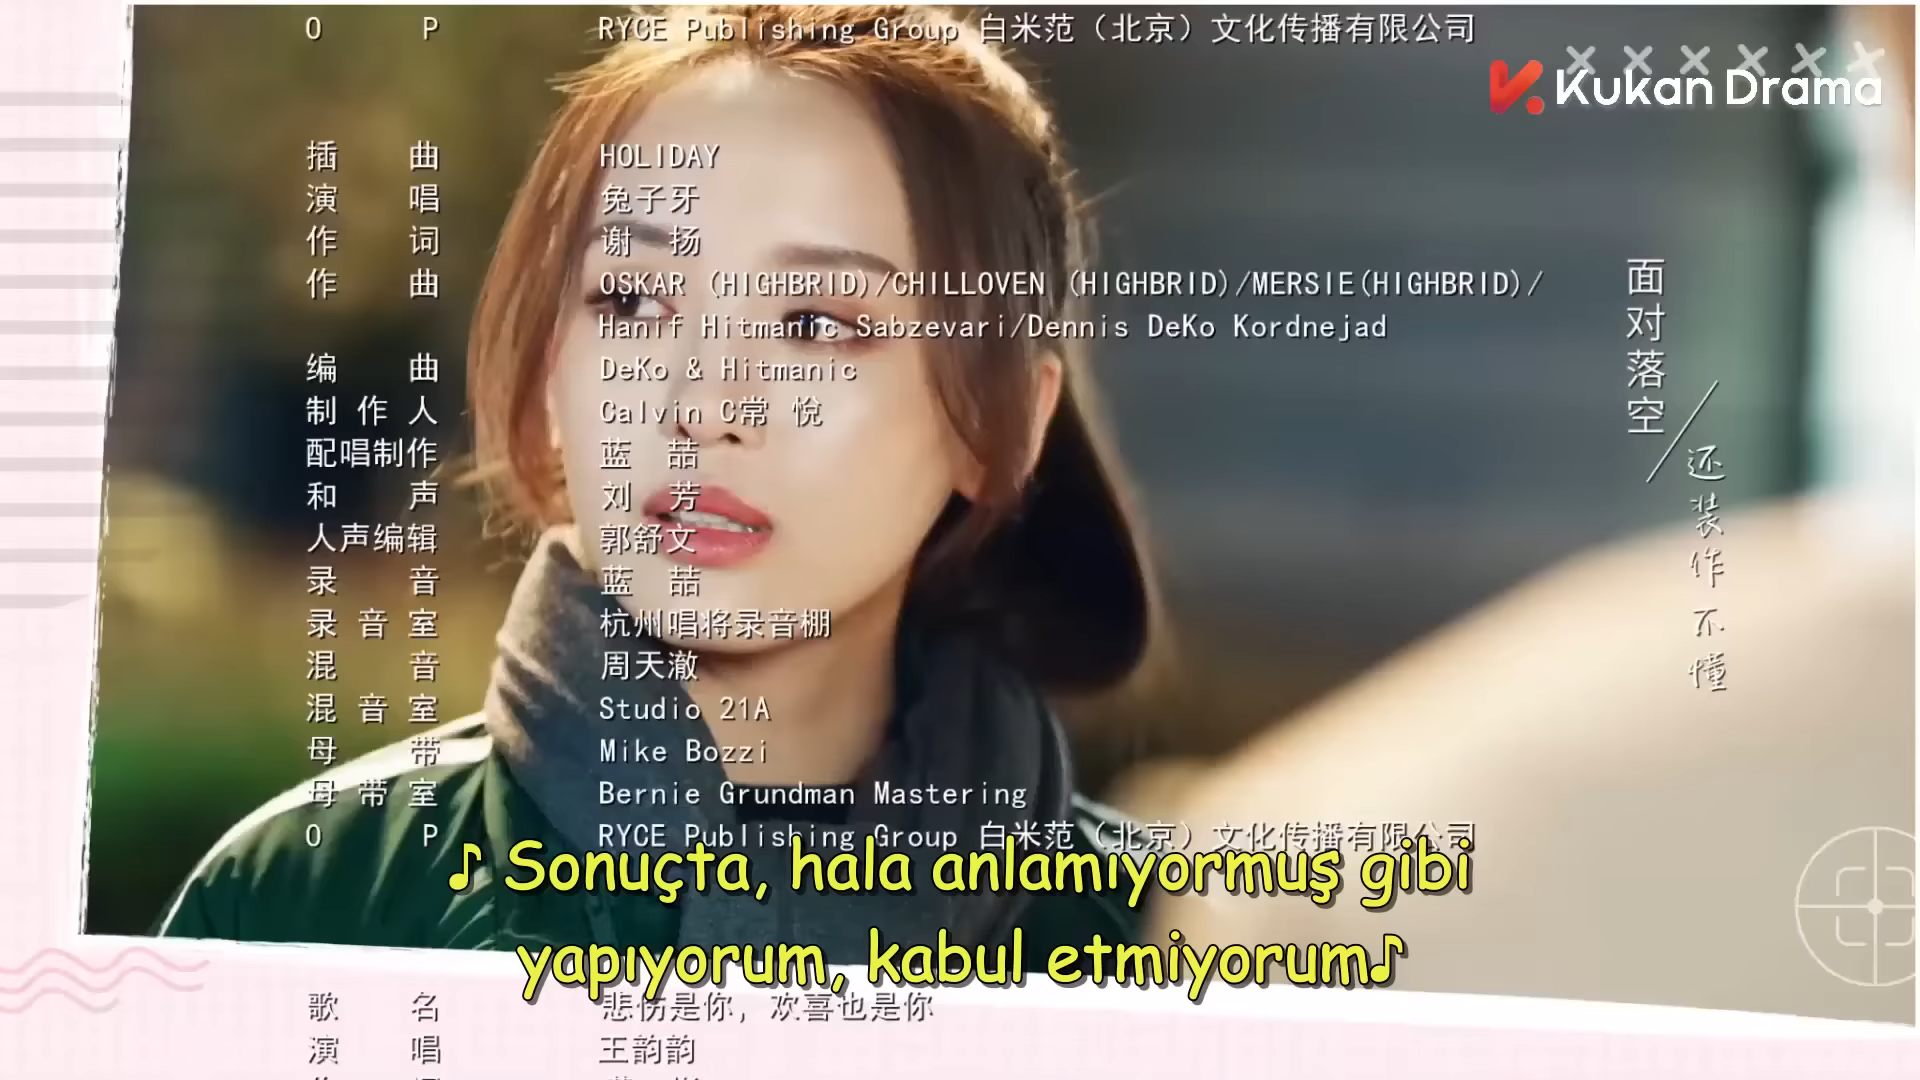 O P RYCE Publishing Group 白米范（北京）文化传播有限公司
Kukan Drama
插 曲 HOLIDAY
演 唱 兔子牙
作 词 谢 扬
作 曲 OSKAR (HIGHBRID)/CHILLOVEN (HIGHBRID)/MERSIE(HIGHBRID)/
Hanif Hitmanic Sabzevari/Dennis DeKo Kordnejad
编 曲 DeKo & Hitmanic
制 作 人 Calvin C常 悦
配唱制作 蓝 喆
和 声 刘 芳
人声编辑 郭舒文
录 音 蓝 喆
录 音 室 杭州唱将录音棚
混 音 周天澈
混 音 室 Studio 21A
母 带 Mike Bozzi
母 带 室 Bernie Grundman Mastering
O P RYCE Publishing Group 白米范（北京）文化传播有限公司
面对落空
还装作不懂
♪ Sonuçta, hala anlamıyormuş gibi
yapıyorum, kabul etmiyorum♪
歌 名 悲伤是你，欢喜也是你
演 唱 王韵韵